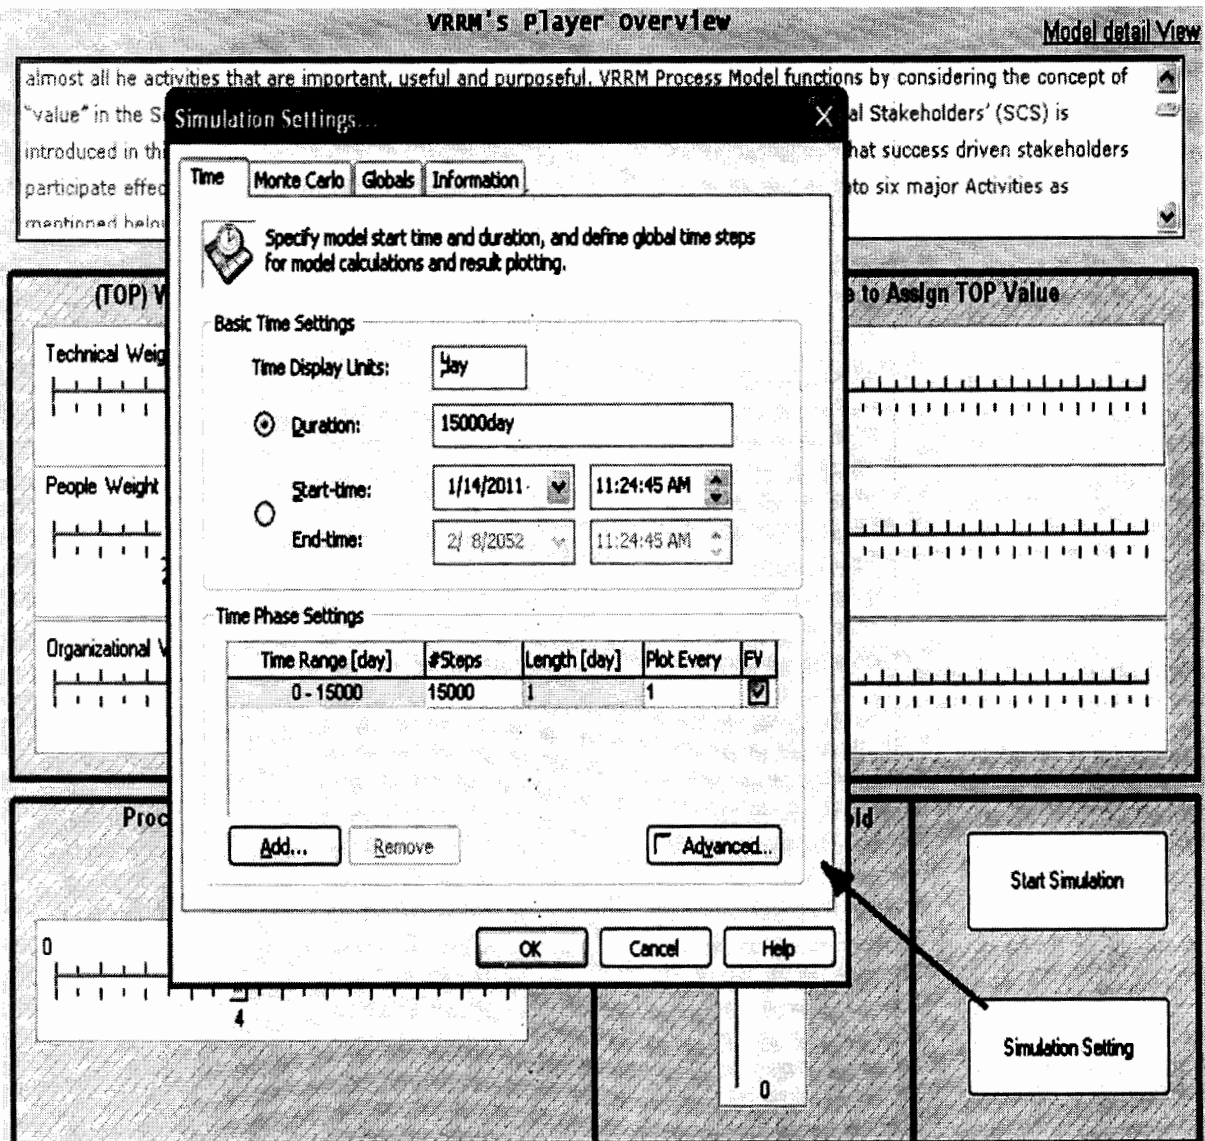 VRRM's Player Overview
Model detail View
almost all he activities that are important, useful and purposeful. VRRM Process Model functions by considering the concept of
"value" in the S al Stakeholders' (SCS) is
introduced in thi hat success driven stakeholders
participate effec nto six major Activities as
mentioned below
Simulation Settings...
Time Monte Carlo Globals Information
Specify model start time and duration, and define global time steps
for model calculations and result plotting.
(TOP) W e to Assign TOP Value
Basic Time Settings
Technical Weig
Time Display Units: day
Duration: 15000day
People Weight
Start-time: 1/14/2011 11:24:45 AM
End-time: 2/ 8/2052 11:24:45 AM
Time Phase Settings
Organizational W
Time Range [day] #Steps Length [day] Plot Every FV
0 - 15000 15000 1 1
Proc ld
Add... Remove Advanced...
Start Simulation
OK Cancel Help
0
4
Simulation Setting
0